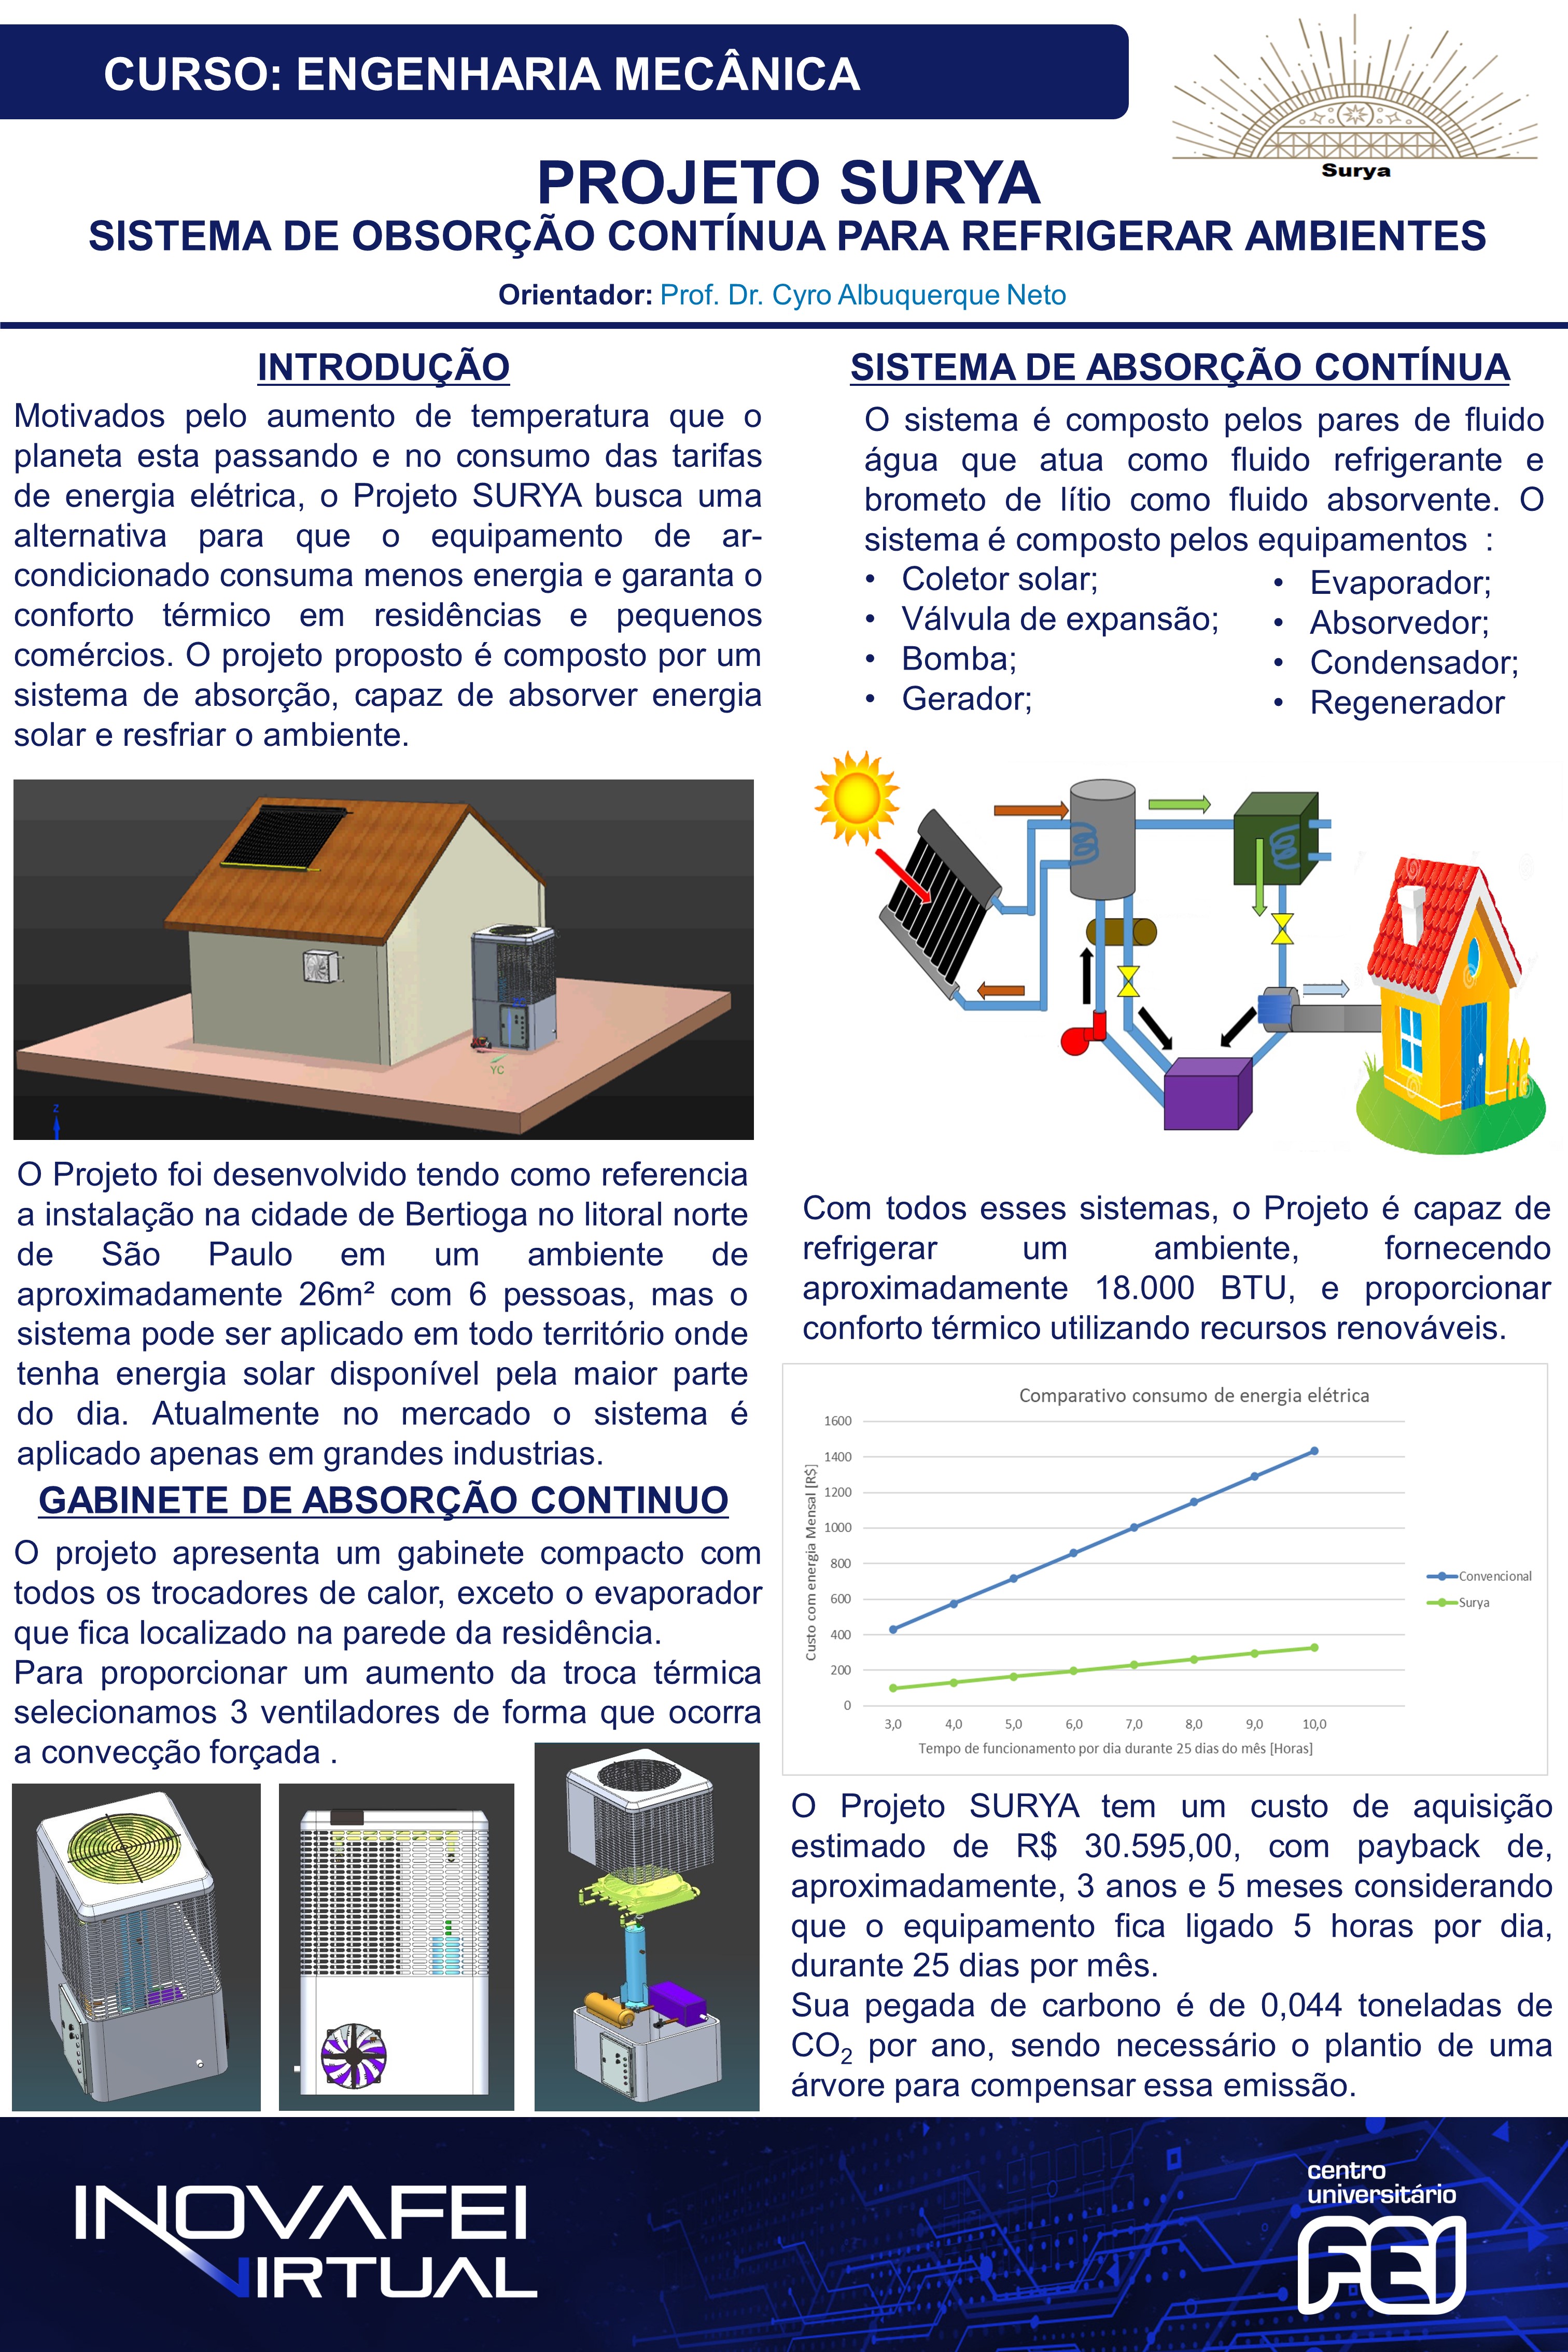 CURSO: ENGENHARIA MECÂNICA
Surya
PROJETO SURYA
SISTEMA DE OBSORÇÃO CONTÍNUA PARA REFRIGERAR AMBIENTES
Orientador: Prof. Dr. Cyro Albuquerque Neto
INTRODUÇÃO
Motivados pelo aumento de temperatura que o
planeta esta passando e no consumo das tarifas
de energia elétrica, o Projeto SURYA busca uma
alternativa para que o equipamento de ar-
condicionado consuma menos energia e garanta o
conforto térmico em residências e pequenos
comércios. O projeto proposto é composto por um
sistema de absorção, capaz de absorver energia
solar e resfriar o ambiente.
YC
Z
O Projeto foi desenvolvido tendo como referencia
a instalação na cidade de Bertioga no litoral norte
de São Paulo em um ambiente de
aproximadamente 26m² com 6 pessoas, mas o
sistema pode ser aplicado em todo território onde
tenha energia solar disponível pela maior parte
do dia. Atualmente no mercado o sistema é
aplicado apenas em grandes industrias.
GABINETE DE ABSORÇÃO CONTINUO
O projeto apresenta um gabinete compacto com
todos os trocadores de calor, exceto o evaporador
que fica localizado na parede da residência.
Para proporcionar um aumento da troca térmica
selecionamos 3 ventiladores de forma que ocorra
a convecção forçada .
SISTEMA DE ABSORÇÃO CONTÍNUA
O sistema é composto pelos pares de fluido
água que atua como fluido refrigerante e
brometo de lítio como fluido absorvente. O
sistema é composto pelos equipamentos :
• Coletor solar;
• Válvula de expansão;
• Bomba;
• Gerador;
• Evaporador;
• Absorvedor;
• Condensador;
• Regenerador
Com todos esses sistemas, o Projeto é capaz de
refrigerar um ambiente, fornecendo
aproximadamente 18.000 BTU, e proporcionar
conforto térmico utilizando recursos renováveis.
Comparativo consumo de energia elétrica
Custo com energia Mensal [R$]
1600
1400
1200
1000
800
600
400
200
0
3,0 4,0 5,0 6,0 7,0 8,0 9,0 10,0
Tempo de funcionamento por dia durante 25 dias do mês [Horas]
Convencional
Surya
O Projeto SURYA tem um custo de aquisição
estimado de R$ 30.595,00, com payback de,
aproximadamente, 3 anos e 5 meses considerando
que o equipamento fica ligado 5 horas por dia,
durante 25 dias por mês.
Sua pegada de carbono é de 0,044 toneladas de
CO₂ por ano, sendo necessário o plantio de uma
árvore para compensar essa emissão.
INOVAFEI
VIRTUAL
centro
universitário
FEI